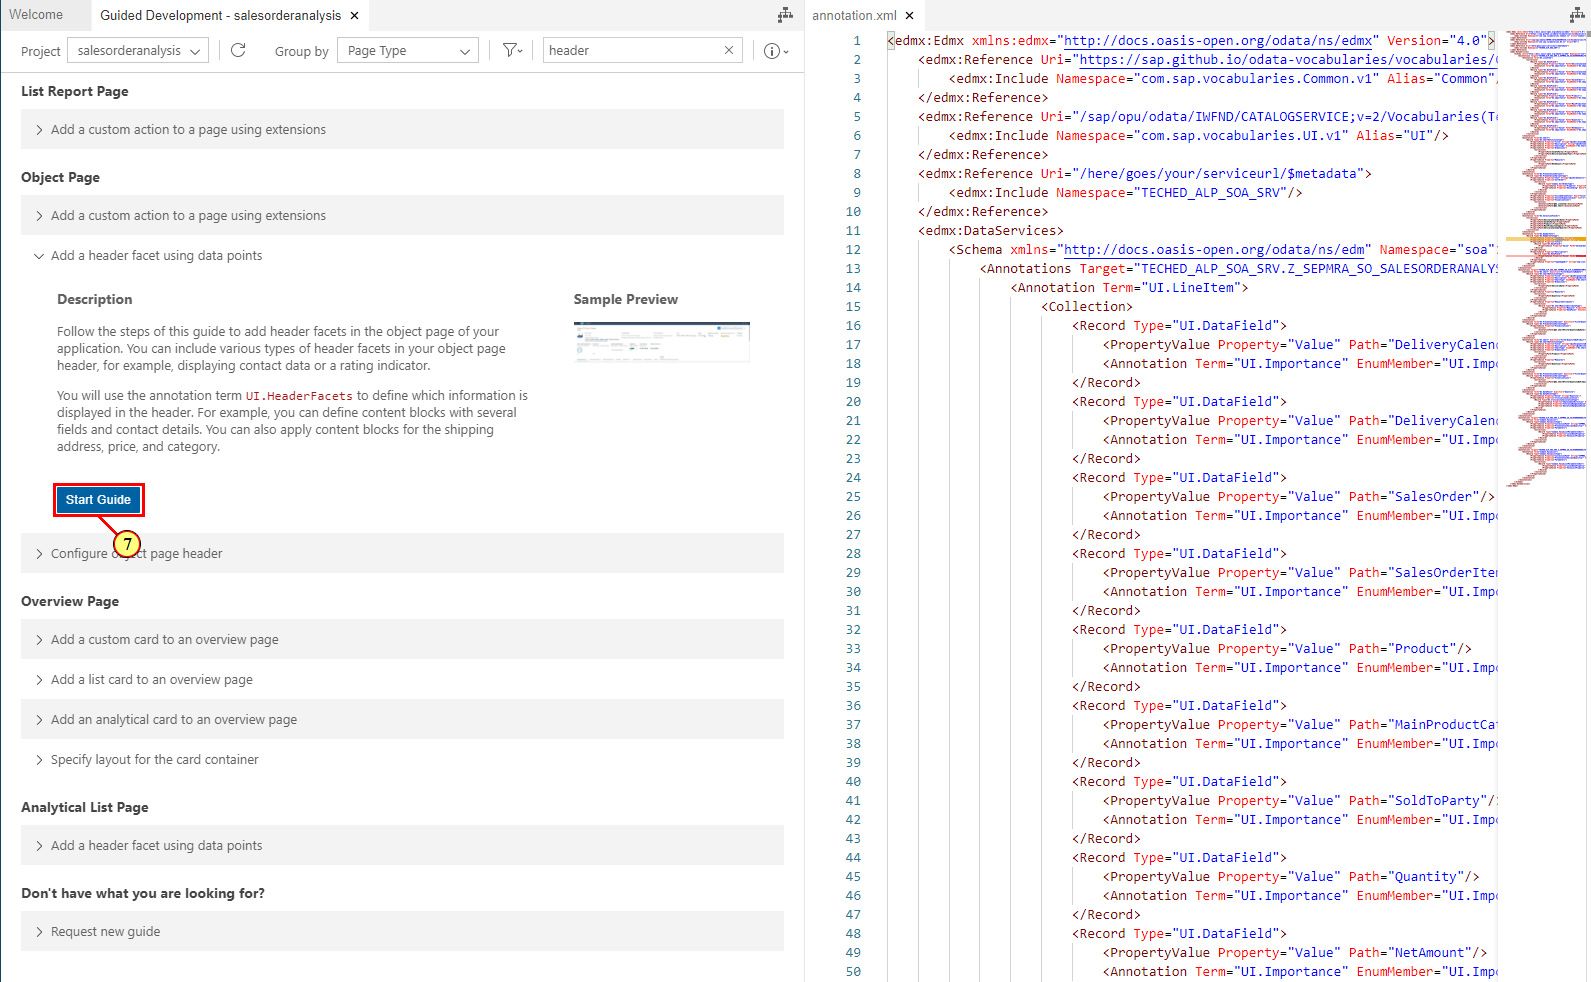 Welcome
Guided Development - salesorderanalysis
Project salesorderanalysis Group by Page Type header
List Report Page
Add a custom action to a page using extensions
Object Page
Add a custom action to a page using extensions
Add a header facet using data points
Description
Sample Preview
Follow the steps of this guide to add header facets in the object page of your
application. You can include various types of header facets in your object page
header, for example, displaying contact data or a rating indicator.
You will use the annotation term UI.HeaderFacets to define which information is
displayed in the header. For example, you can define content blocks with several
fields and contact details. You can also apply content blocks for the shipping
address, price, and category.
Start Guide
7
Configure object page header
Overview Page
Add a custom card to an overview page
Add a list card to an overview page
Add an analytical card to an overview page
Specify layout for the card container
Analytical List Page
Add a header facet using data points
Don't have what you are looking for?
Request new guide
annotation.xml
1 <edmx:Edmx xmlns:edmx="http://docs.oasis-open.org/odata/ns/edmx" Version="4.0">
2 <edmx:Reference Uri="https://sap.github.io/odata-vocabularies/vocabularies/
3 <edmx:Include Namespace="com.sap.vocabularies.Common.v1" Alias="Common"/
4 </edmx:Reference>
5 <edmx:Reference Uri="/sap/opu/odata/IWFND/CATALOGSERVICE;v=2/Vocabularies(Te
6 <edmx:Include Namespace="com.sap.vocabularies.UI.v1" Alias="UI"/>
7 </edmx:Reference>
8 <edmx:Reference Uri="/here/goes/your/serviceurl/$metadata">
9 <edmx:Include Namespace="TECHED_ALP_SOA_SRV"/>
10 </edmx:Reference>
11 <edmx:DataServices>
12 <Schema xmlns="http://docs.oasis-open.org/odata/ns/edm" Namespace="soa"
13 <Annotations Target="TECHED_ALP_SOA_SRV.Z_SEPMRA_SO_SALESORDERANALYS
14 <Annotation Term="UI.LineItem">
15 <Collection>
16 <Record Type="UI.DataField">
17 <PropertyValue Property="Value" Path="DeliveryCalend
18 <Annotation Term="UI.Importance" EnumMember="UI.Impo
19 </Record>
20 <Record Type="UI.DataField">
21 <PropertyValue Property="Value" Path="DeliveryCalend
22 <Annotation Term="UI.Importance" EnumMember="UI.Impo
23 </Record>
24 <Record Type="UI.DataField">
25 <PropertyValue Property="Value" Path="SalesOrder"/>
26 <Annotation Term="UI.Importance" EnumMember="UI.Impo
27 </Record>
28 <Record Type="UI.DataField">
29 <PropertyValue Property="Value" Path="SalesOrderItem
30 <Annotation Term="UI.Importance" EnumMember="UI.Impo
31 </Record>
32 <Record Type="UI.DataField">
33 <PropertyValue Property="Value" Path="Product"/>
34 <Annotation Term="UI.Importance" EnumMember="UI.Impo
35 </Record>
36 <Record Type="UI.DataField">
37 <PropertyValue Property="Value" Path="MainProductCat
38 <Annotation Term="UI.Importance" EnumMember="UI.Impo
39 </Record>
40 <Record Type="UI.DataField">
41 <PropertyValue Property="Value" Path="SoldToParty"/>
42 <Annotation Term="UI.Importance" EnumMember="UI.Impo
43 </Record>
44 <Record Type="UI.DataField">
45 <PropertyValue Property="Value" Path="Quantity"/>
46 <Annotation Term="UI.Importance" EnumMember="UI.Impo
47 </Record>
48 <Record Type="UI.DataField">
49 <PropertyValue Property="Value" Path="NetAmount"/>
50 <Annotation Term="UI.Importance" EnumMember="UI.Impo